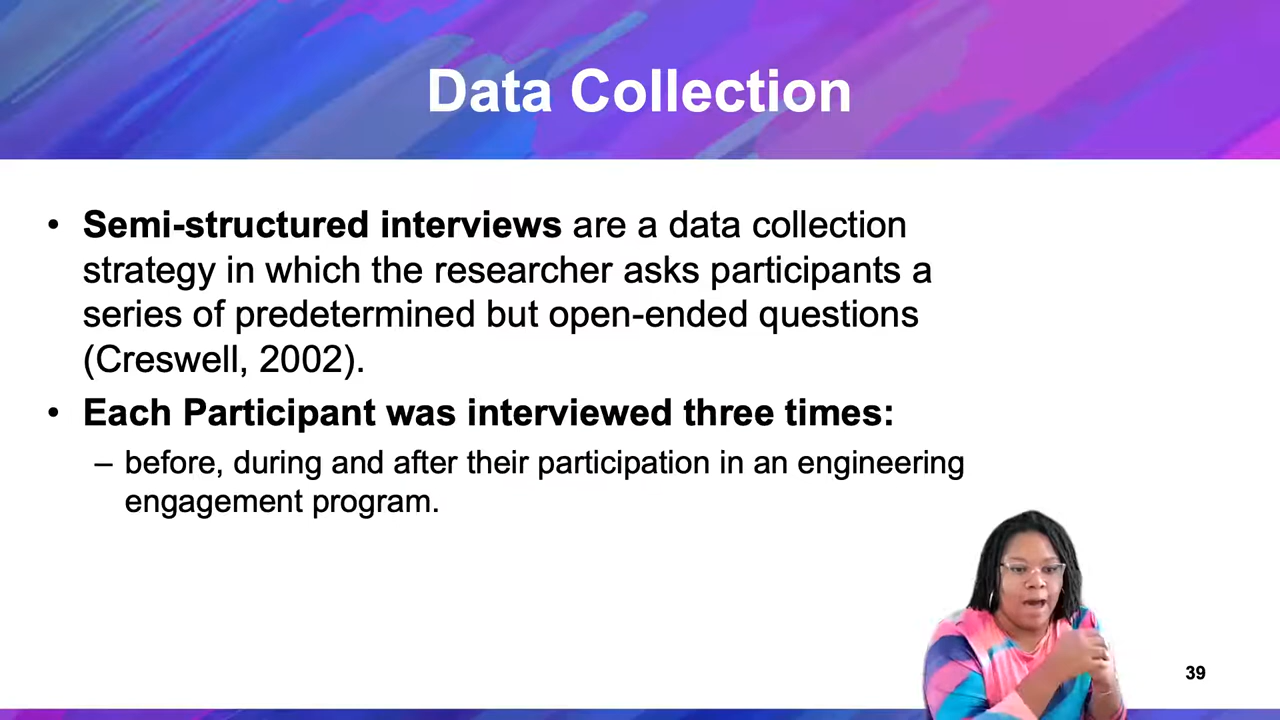 Data Collection
• Semi-structured interviews are a data collection
strategy in which the researcher asks participants a
series of predetermined but open-ended questions
(Creswell, 2002).
• Each Participant was interviewed three times:
– before, during and after their participation in an engineering
engagement program.
39